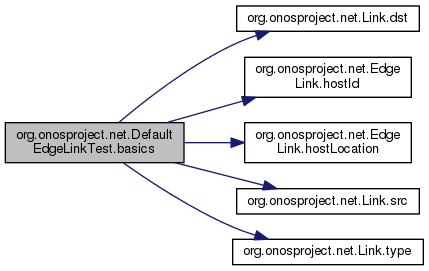 org.onosproject.net.Link.dst
org.onosproject.net.Edge
Link.hostId
org.onosproject.net.Default
EdgeLinkTest.basics
org.onosproject.net.Edge
Link.hostLocation
org.onosproject.net.Link.src
org.onosproject.net.Link.type